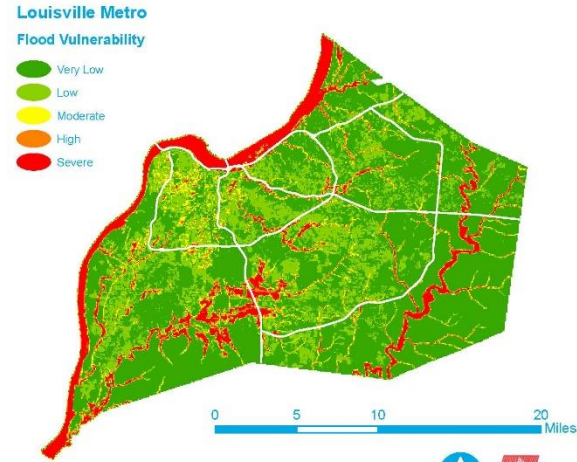 Louisville Metro
Flood Vulnerability
Very Low
Low
Moderate
High
Severe
0 5 10 20
Miles